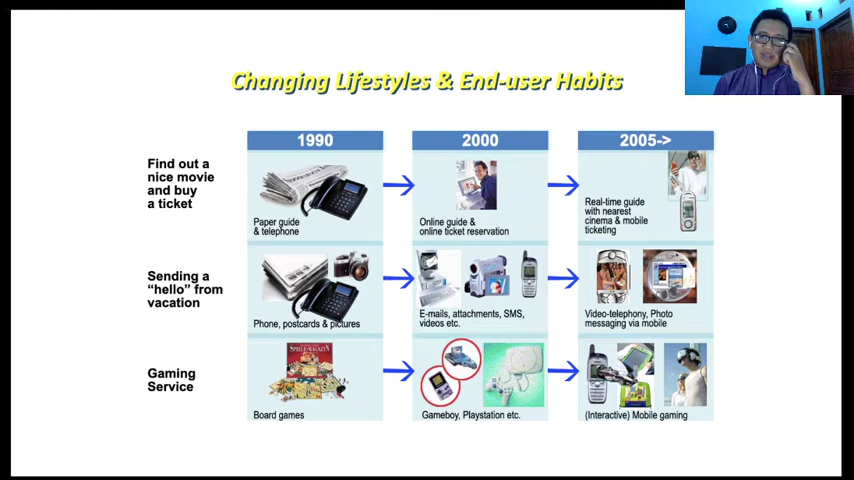 Changing Lifestyles & End-user Habits
1990
2000
2005->
Find out a
nice movie
and buy
a ticket
Paper guide
& telephone
Online guide &
online ticket reservation
Real-time guide
with nearest
cinema & mobile
ticketing
Sending a
“hello” from
vacation
Phone, postcards & pictures
E-mails, attachments, SMS,
videos etc.
Video-telephony, Photo
messaging via mobile
Gaming
Service
SPIELE-MAGAZIN
Board games
Gameboy, Playstation etc.
(Interactive) Mobile gaming